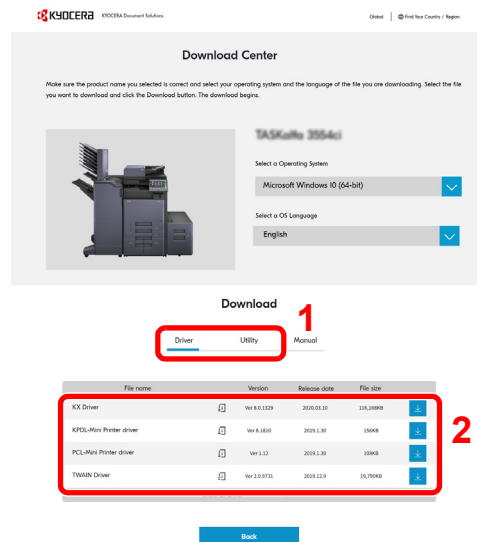 KYOCERA KYOCERA Document Solutions Global Find Your Country / Region
Download Center
Make sure the product name you selected is correct and select your operating system and the language of the file you are downloading. Select the file
you want to download and click the Download button. The download begins.
Select a Operating System
Microsoft Windows 10 (64-bit)
Select a OS Language
English
Download
1
Driver Utility Manual
File name Version Release date File size
KX Driver Ver 8.0.1329 2020.03.10 116,168KB
KPDL-Mini Printer driver Ver 8.1810 2019.1.30 156KB
2
PCL-Mini Printer driver Ver 1.12 2019.1.30 108KB
TWAIN Driver Ver 2.0.9731 2019.12.9 19,790KB
Back